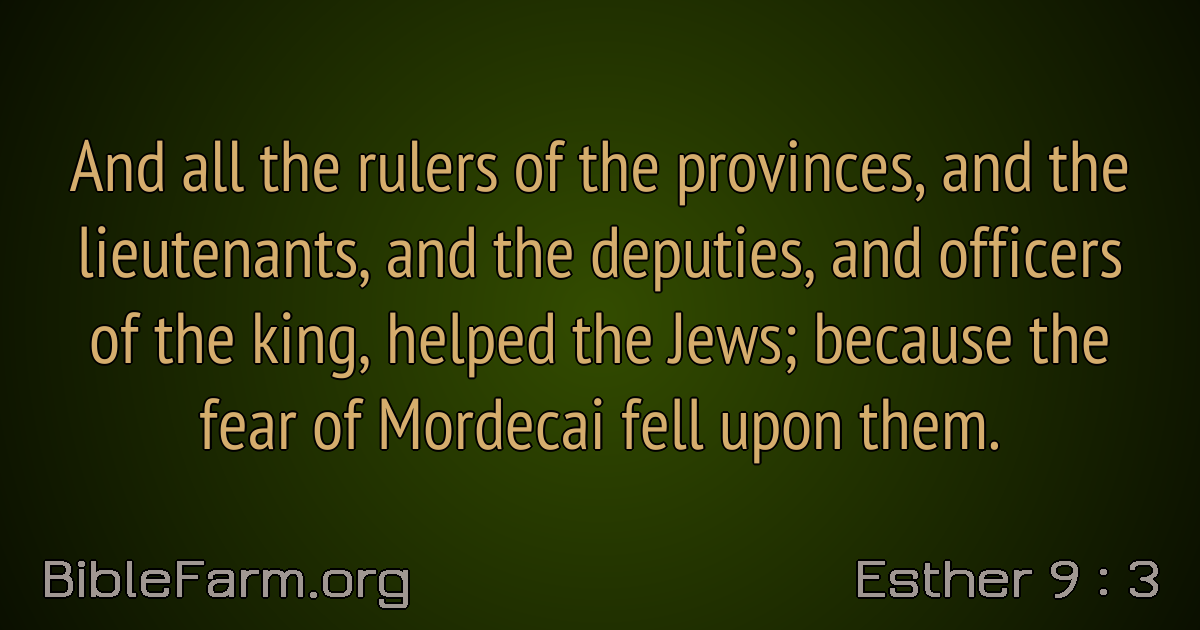 And all the rulers of the provinces, and the
lieutenants, and the deputies, and officers
of the king, helped the Jews; because the
fear of Mordecai fell upon them.
BibleFarm.org
Esther 9 : 3